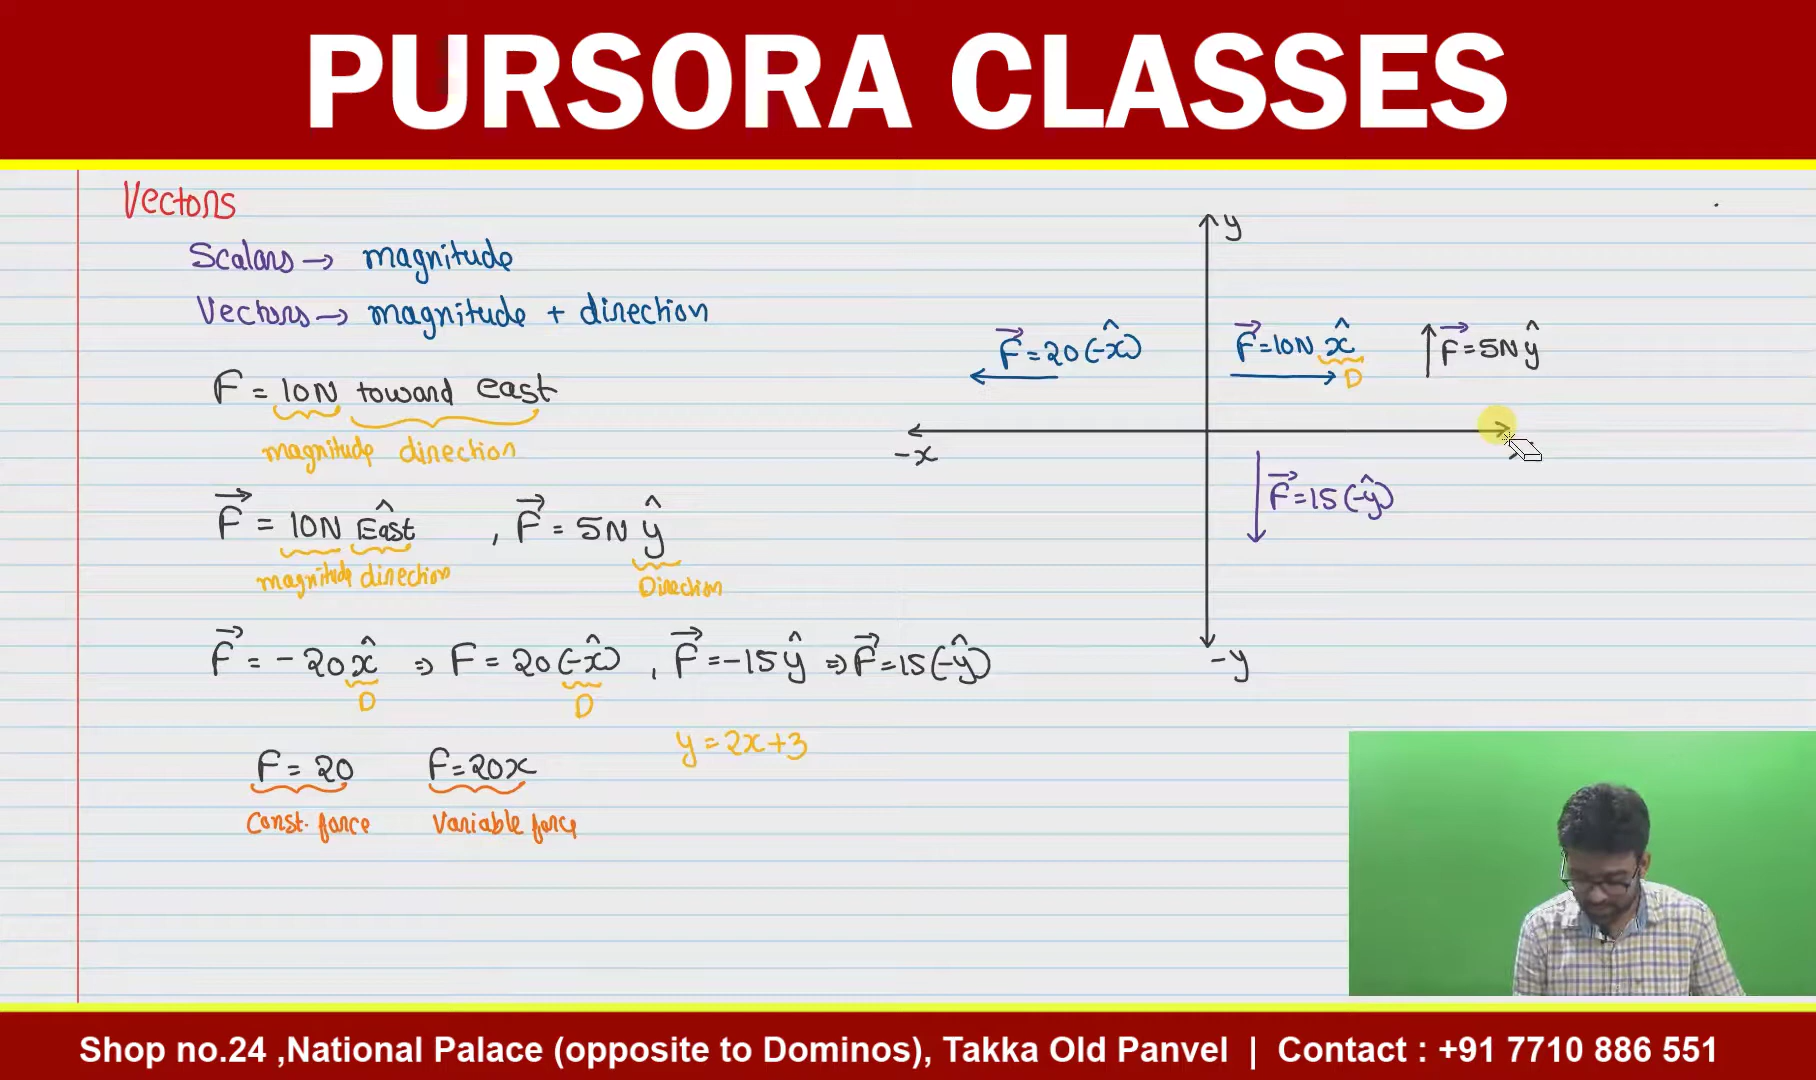 PURSORA CLASSES
Vectors
Scalars → magnitude
Vectors → magnitude + direction
F = 10N toward east
magnitude direction
F⃗ = 10N East^ , F⃗ = 5N ŷ
magnitude direction Direction
F⃗ = -20 x̂ ⇒ F = 20(-x̂) , F⃗ = -15 ŷ ⇒ F⃗ = 15(-ŷ)
D D
y = 2x+3
F = 20 F = 20x
Const. force Variable force
y
F⃗ = 20(-x̂) F⃗ = 10N x̂ F⃗ = 5N ŷ
D
-x
F⃗ = 15(-ŷ)
-y
Shop no.24 ,National Palace (opposite to Dominos), Takka Old Panvel | Contact : +91 7710 886 551